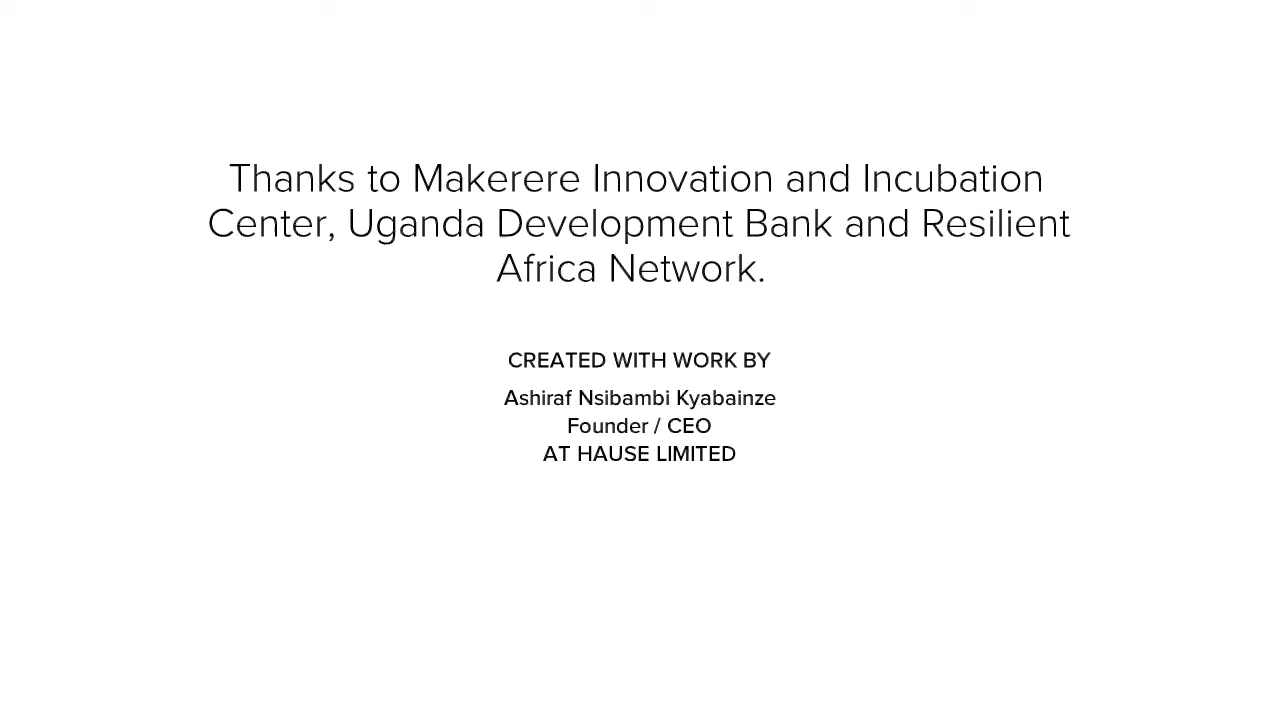 Thanks to Makerere Innovation and Incubation
Center, Uganda Development Bank and Resilient
Africa Network.
CREATED WITH WORK BY
Ashiraf Nsibambi Kyabainze
Founder / CEO
AT HAUSE LIMITED